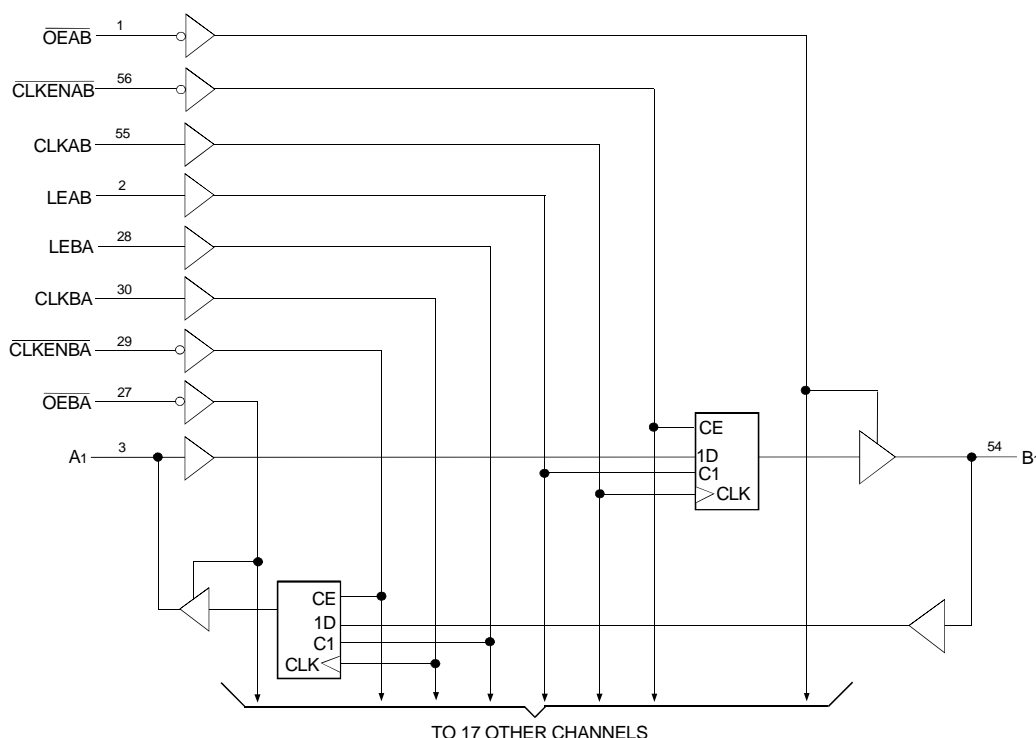 OEAB 1
CLKENAB 56
CLKAB 55
LEAB 2
LEBA 28
CLKBA 30
CLKENBA 29
OEBA 27
A1 3
CE
1D
C1
CLK
54 B1
CE
1D
C1
CLK
TO 17 OTHER CHANNELS